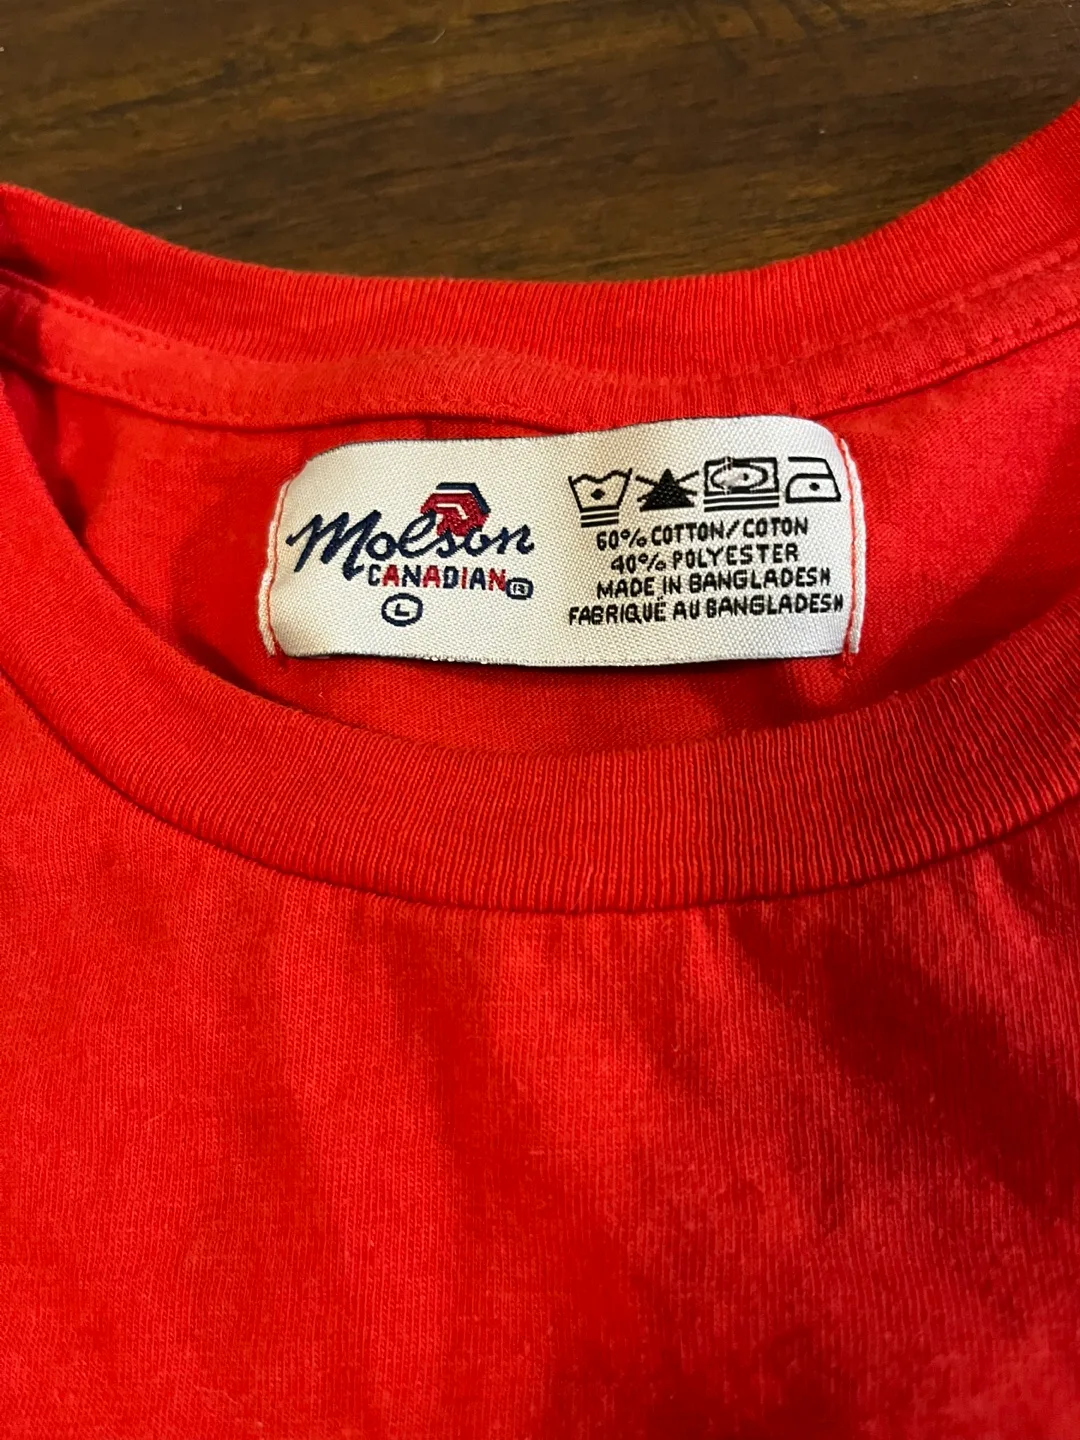 Molson
CANADIAN®
L
60% COTTON/COTON
40% POLYESTER
MADE IN BANGLADESH
FABRIQUÉ AU BANGLADESH